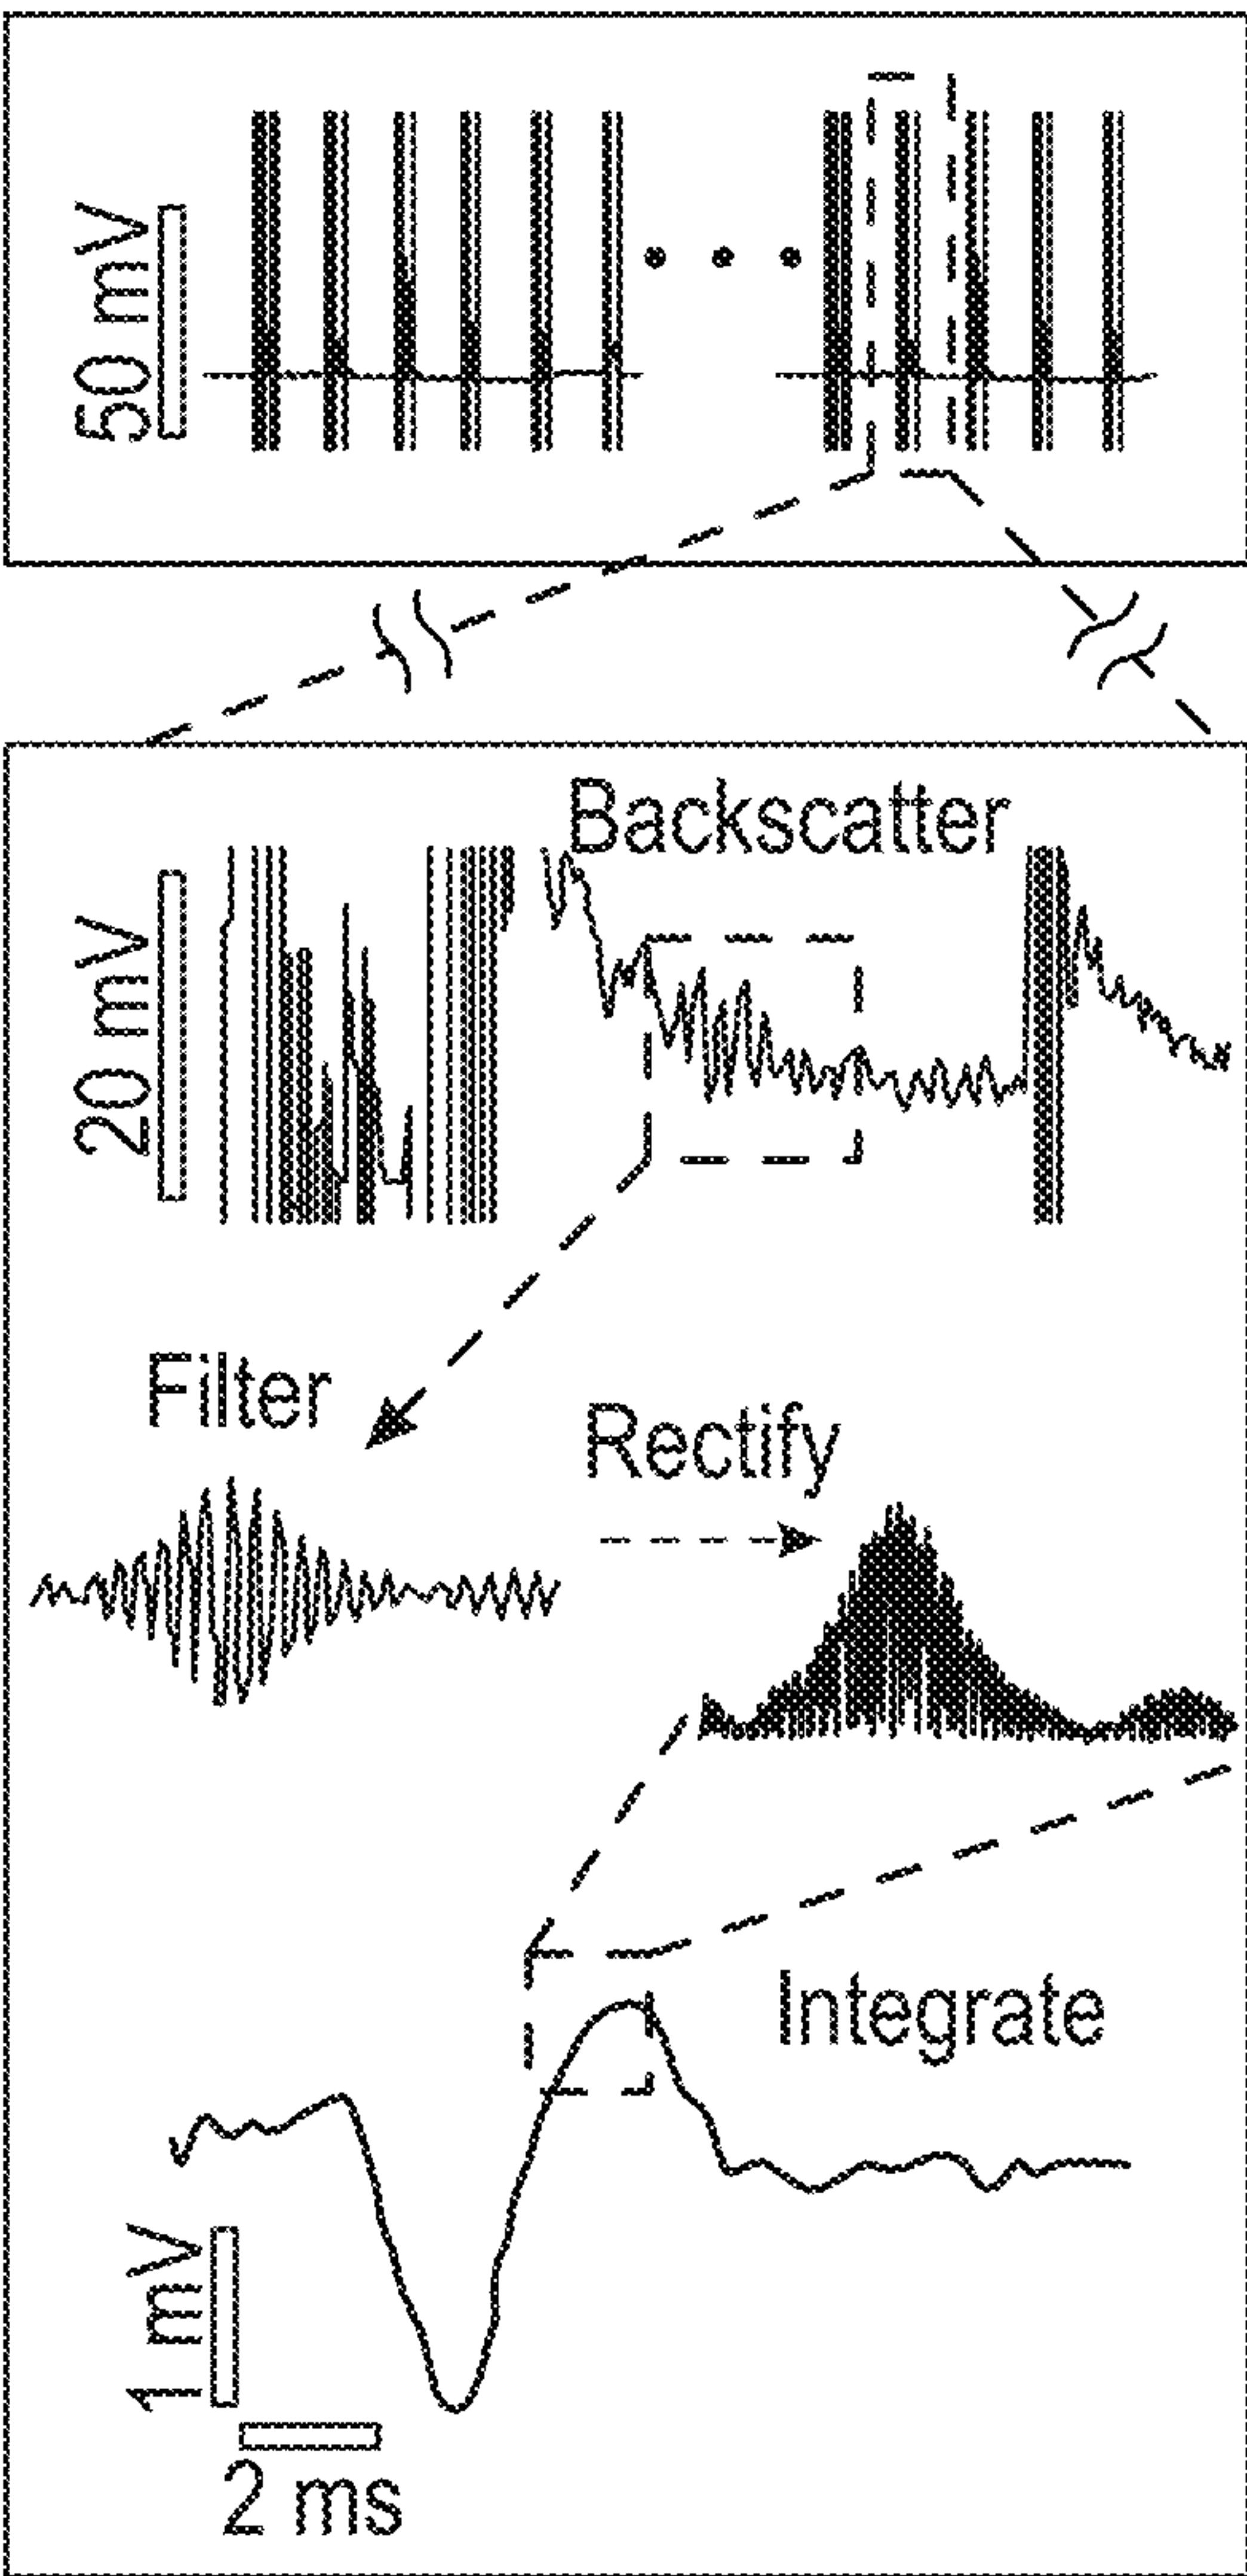 50 mV
Backscatter
20 mV
Filter
Rectify
Integrate
1 mV
2 ms